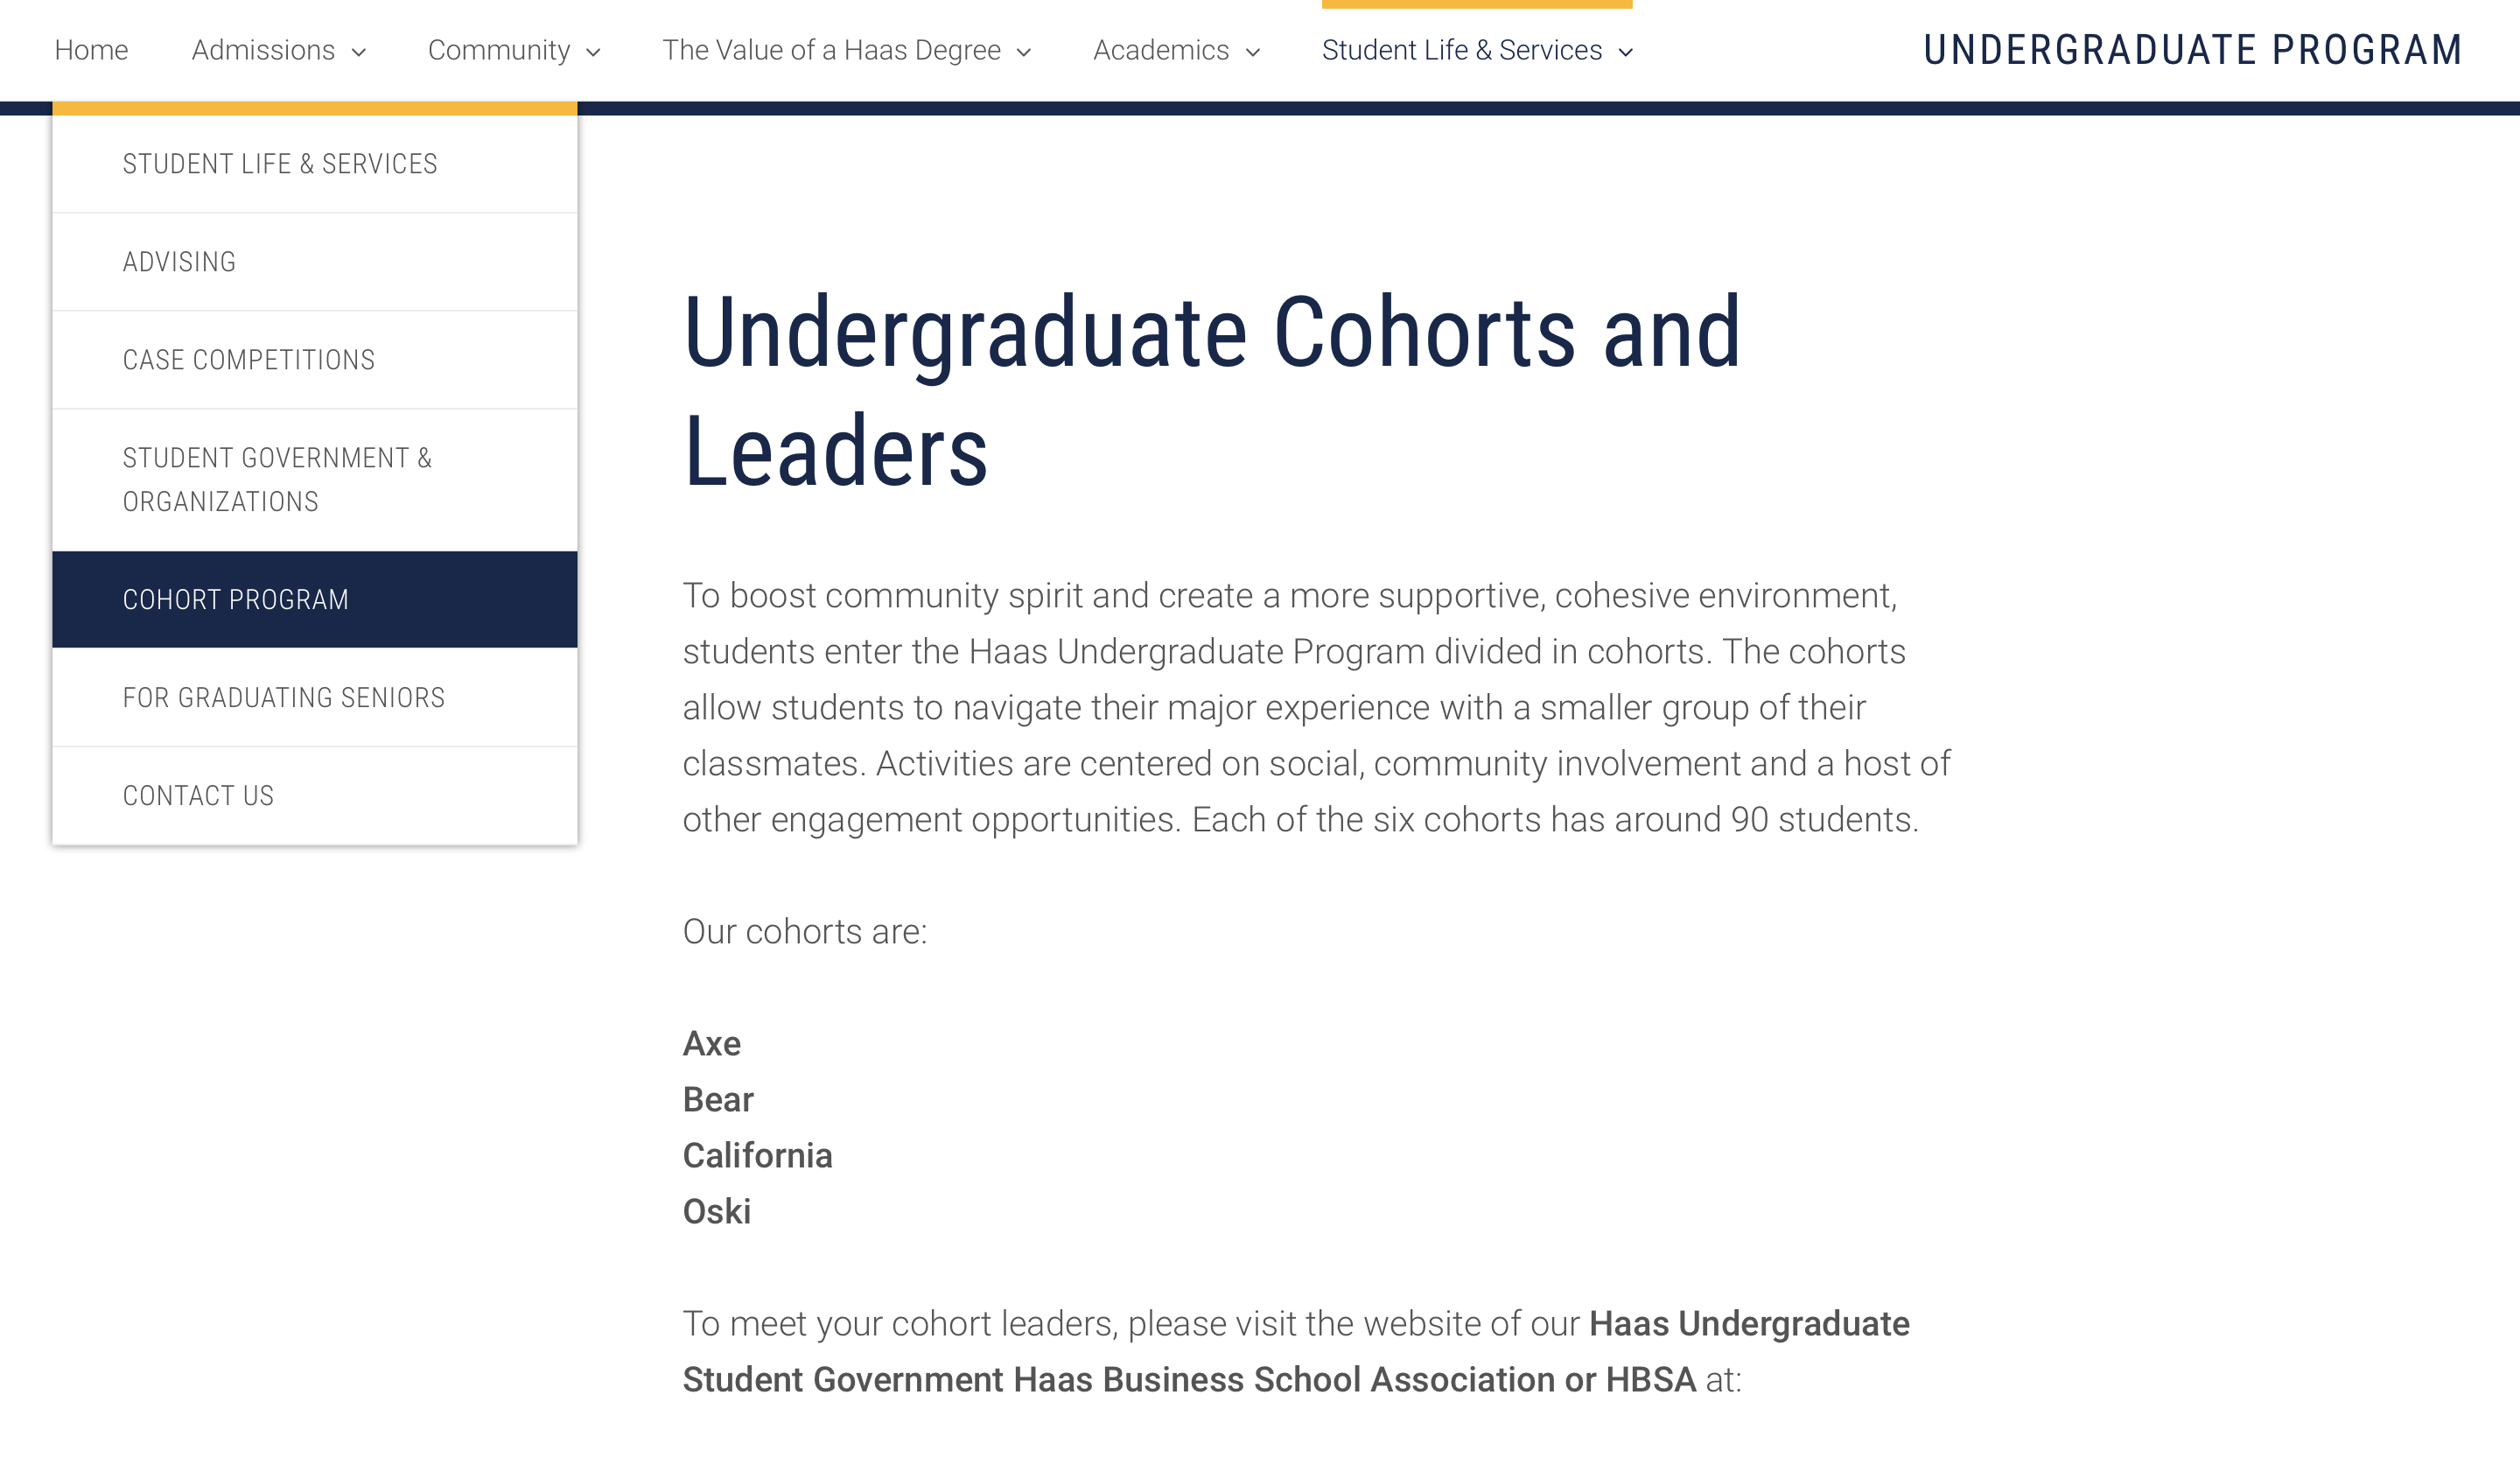 Home
Admissions
Community
The Value of a Haas Degree
Academics
Student Life & Services
UNDERGRADUATE PROGRAM
STUDENT LIFE & SERVICES
ADVISING
CASE COMPETITIONS
STUDENT GOVERNMENT &
ORGANIZATIONS
COHORT PROGRAM
FOR GRADUATING SENIORS
CONTACT US
Undergraduate Cohorts and
Leaders
To boost community spirit and create a more supportive, cohesive environment,
students enter the Haas Undergraduate Program divided in cohorts. The cohorts
allow students to navigate their major experience with a smaller group of their
classmates. Activities are centered on social, community involvement and a host of
other engagement opportunities. Each of the six cohorts has around 90 students.
Our cohorts are:
Axe
Bear
California
Oski
To meet your cohort leaders, please visit the website of our Haas Undergraduate
Student Government Haas Business School Association or HBSA at: